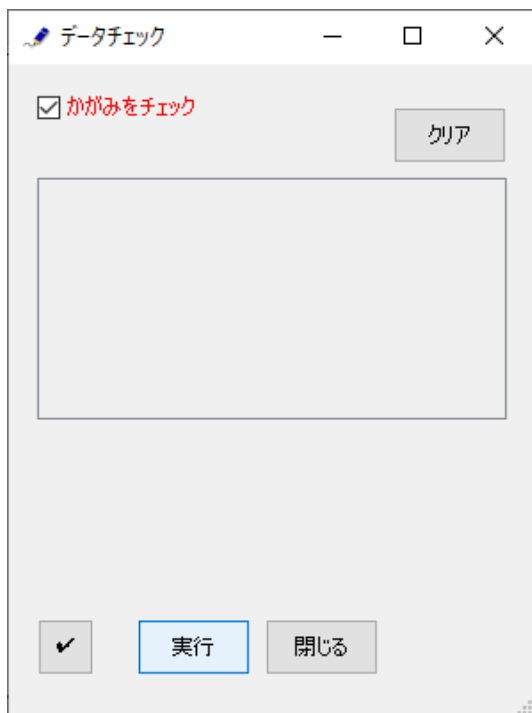 データチェック
かがみをチェック
クリア
✔
実行
閉じる